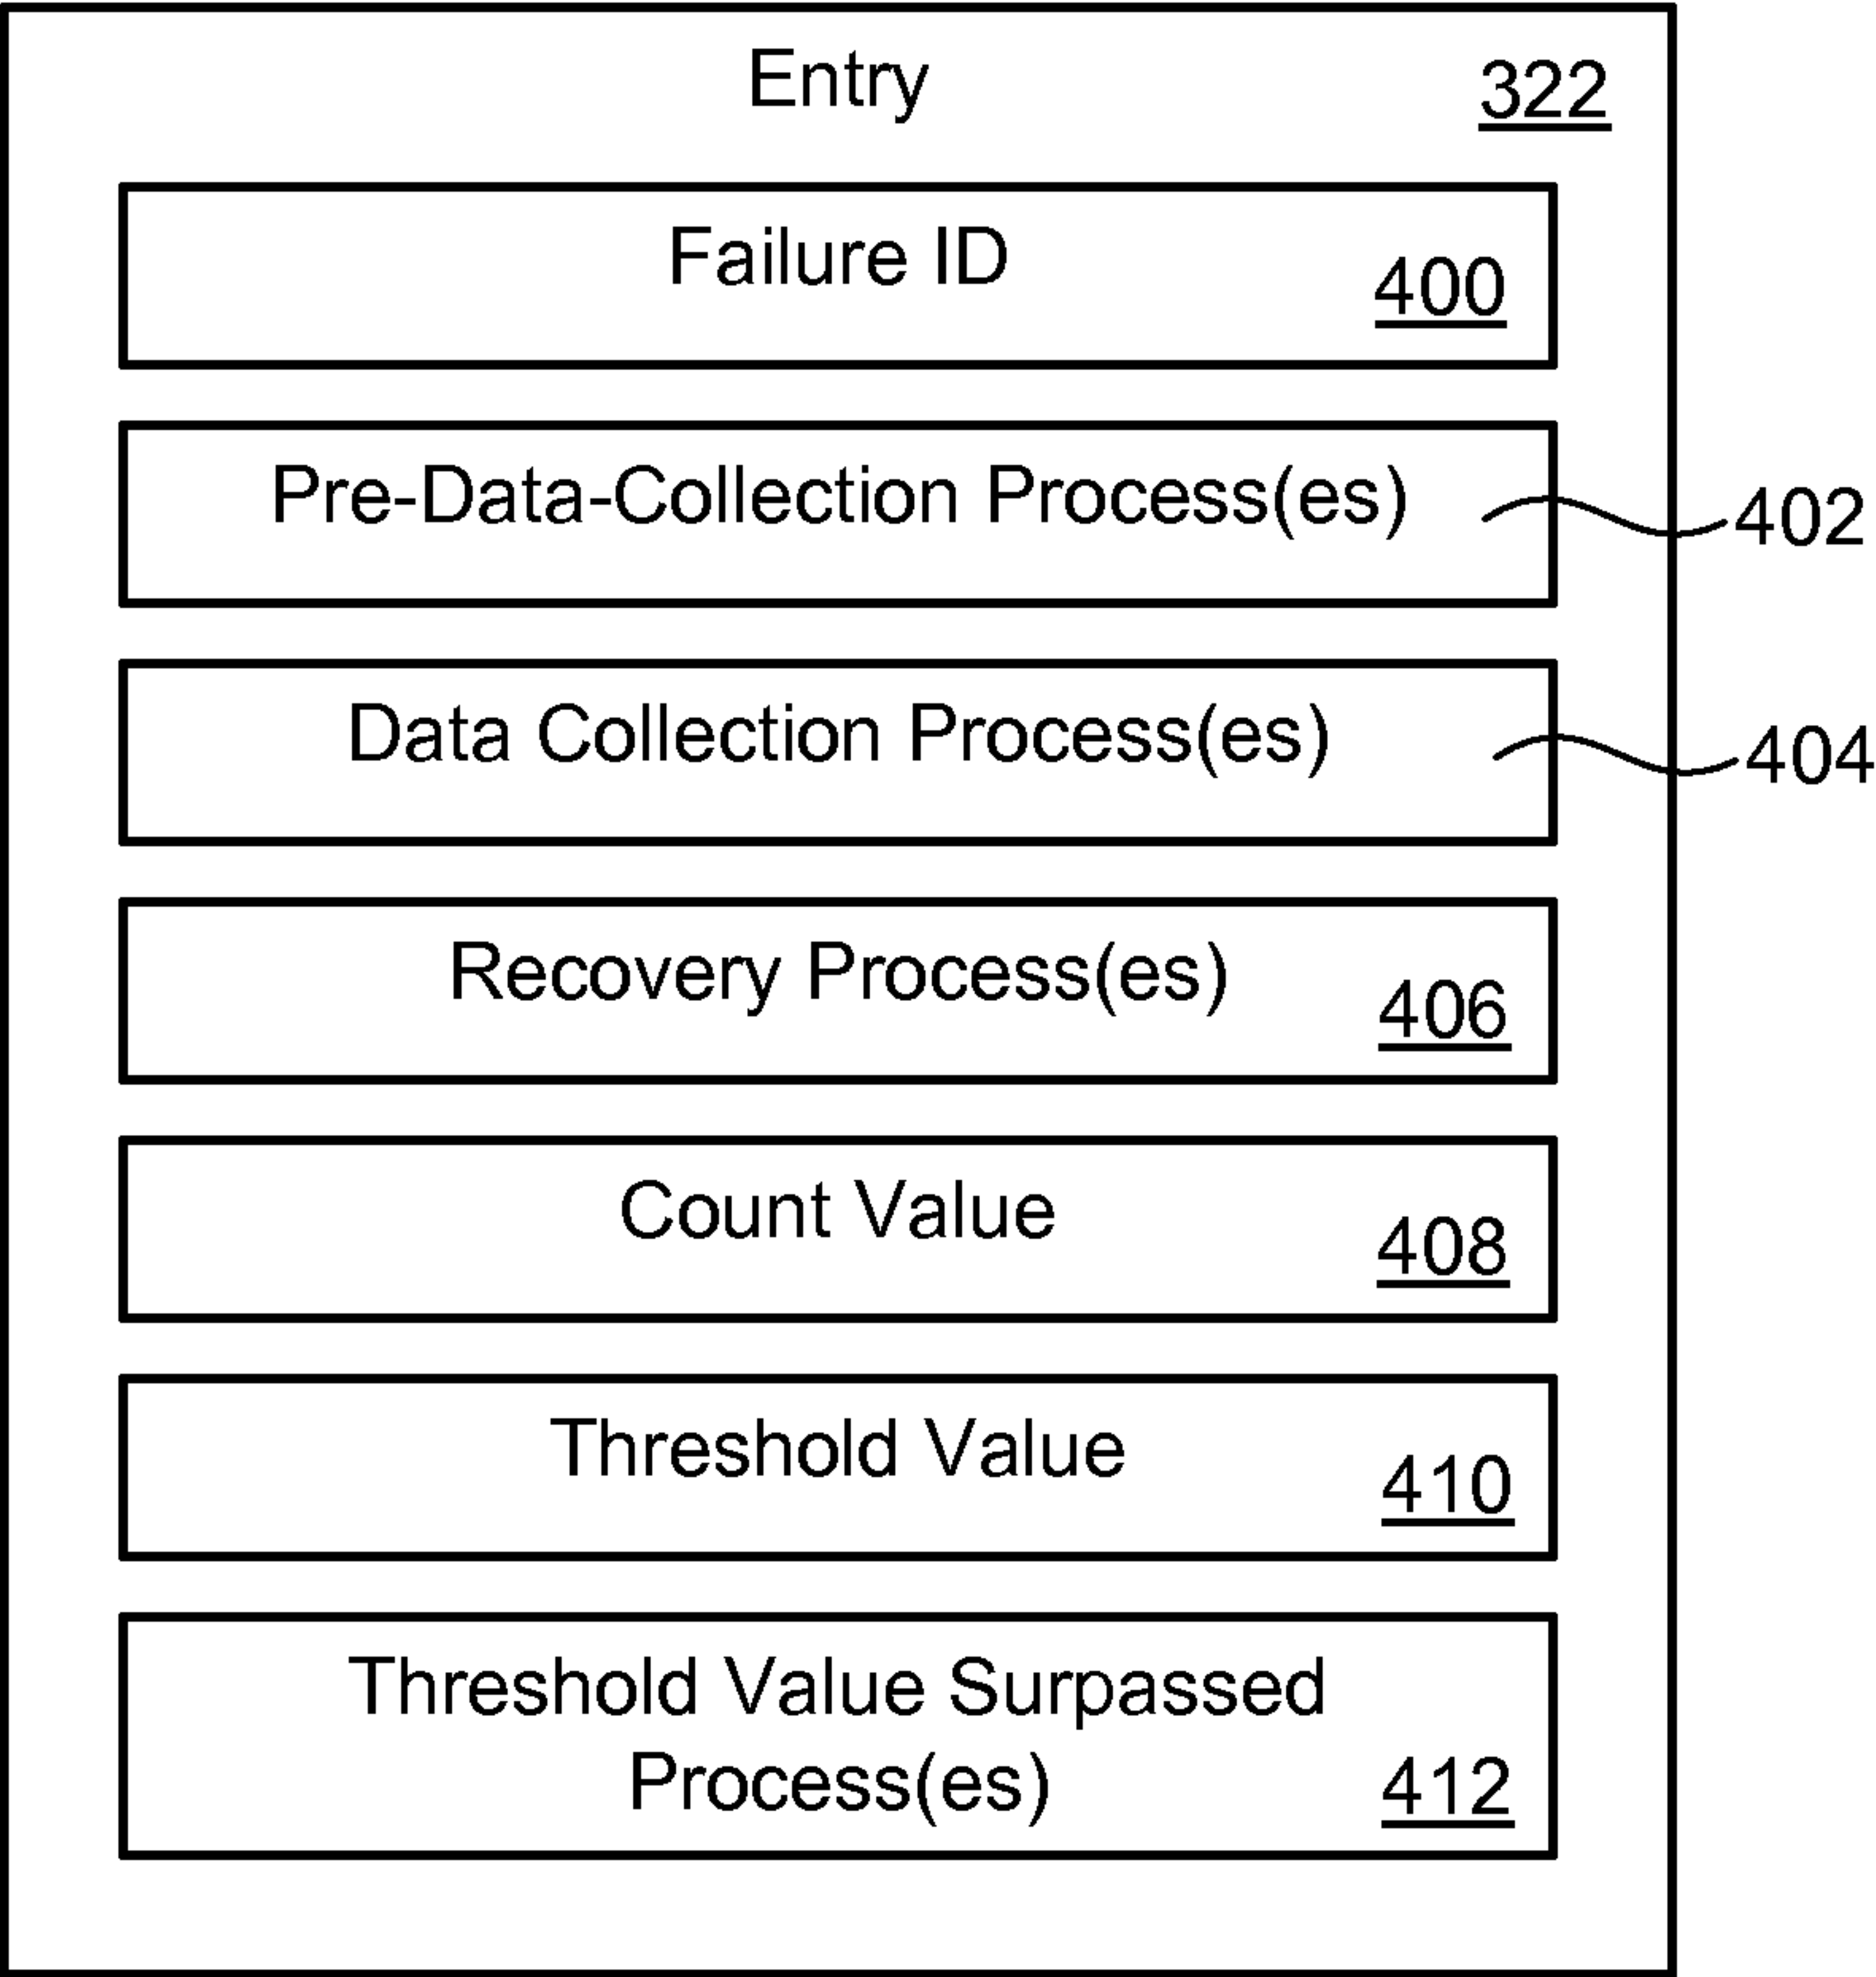 Entry
322
Failure ID
400
Pre-Data-Collection Process(es)
402
Data Collection Process(es)
404
Recovery Process(es)
406
Count Value
408
Threshold Value
410
Threshold Value Surpassed
Process(es)
412